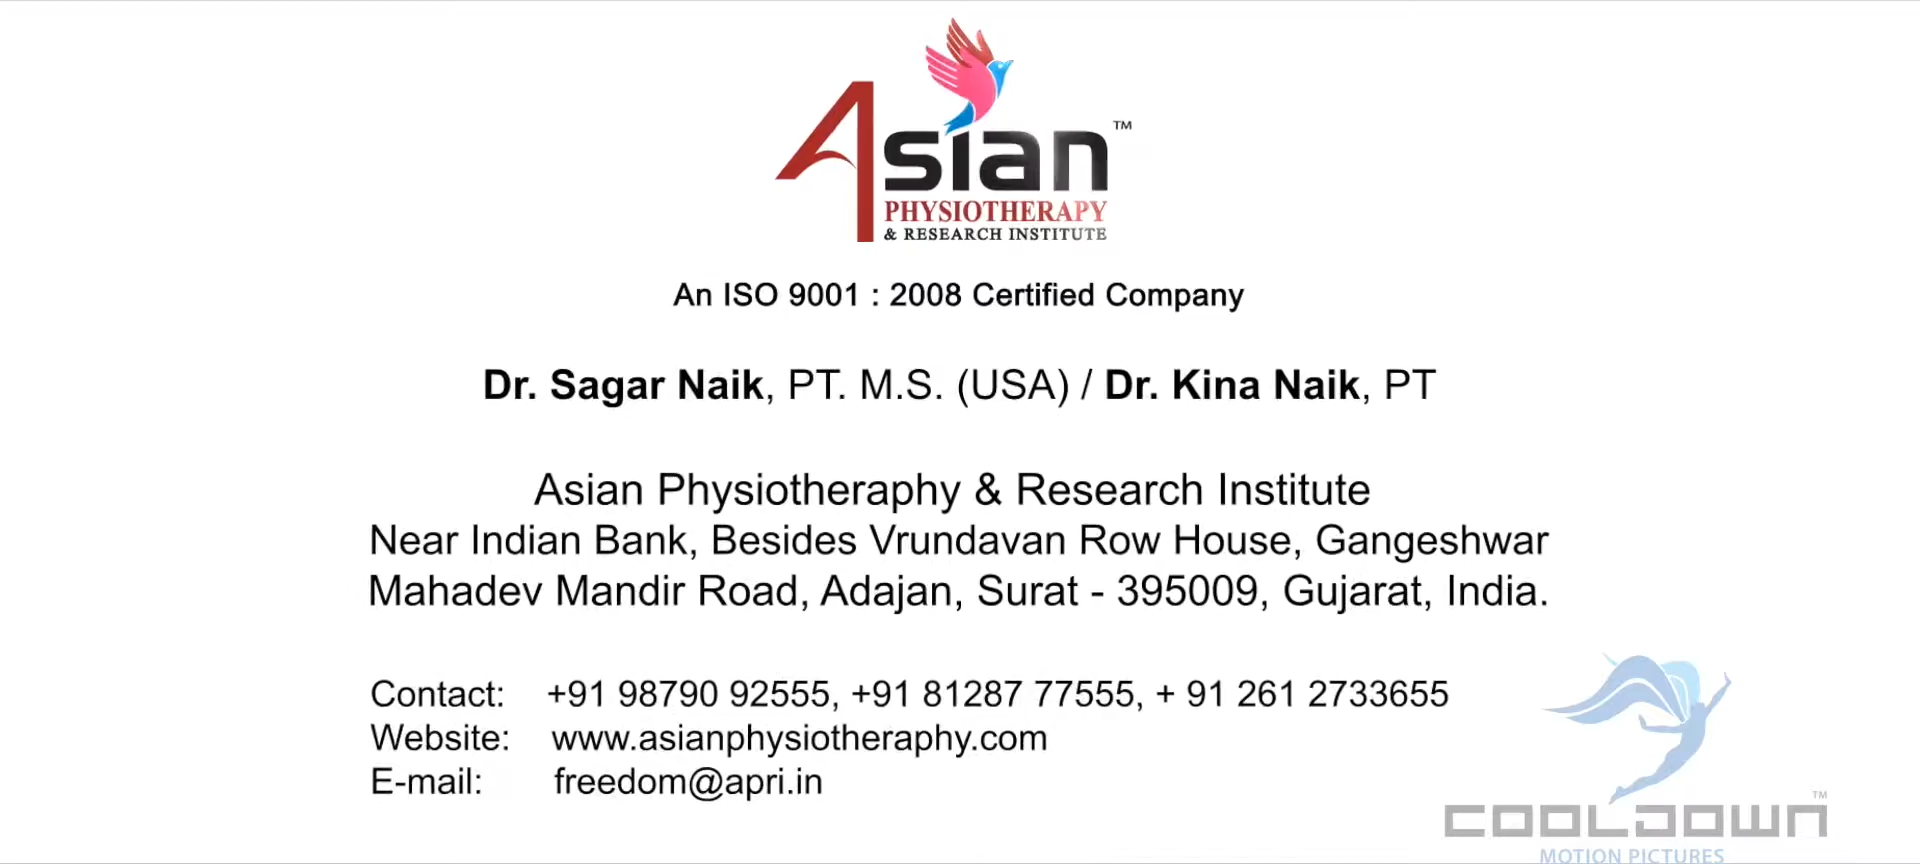 Asian™
PHYSIOTHERAPY
& RESEARCH INSTITUTE
An ISO 9001 : 2008 Certified Company
Dr. Sagar Naik, PT. M.S. (USA) / Dr. Kina Naik, PT
Asian Physiotheraphy & Research Institute
Near Indian Bank, Besides Vrundavan Row House, Gangeshwar
Mahadev Mandir Road, Adajan, Surat - 395009, Gujarat, India.
Contact: +91 98790 92555, +91 81287 77555, + 91 261 2733655
Website: www.asianphysiotheraphy.com
E-mail: freedom@apri.in
COOLDOWN™
MOTION PICTURES